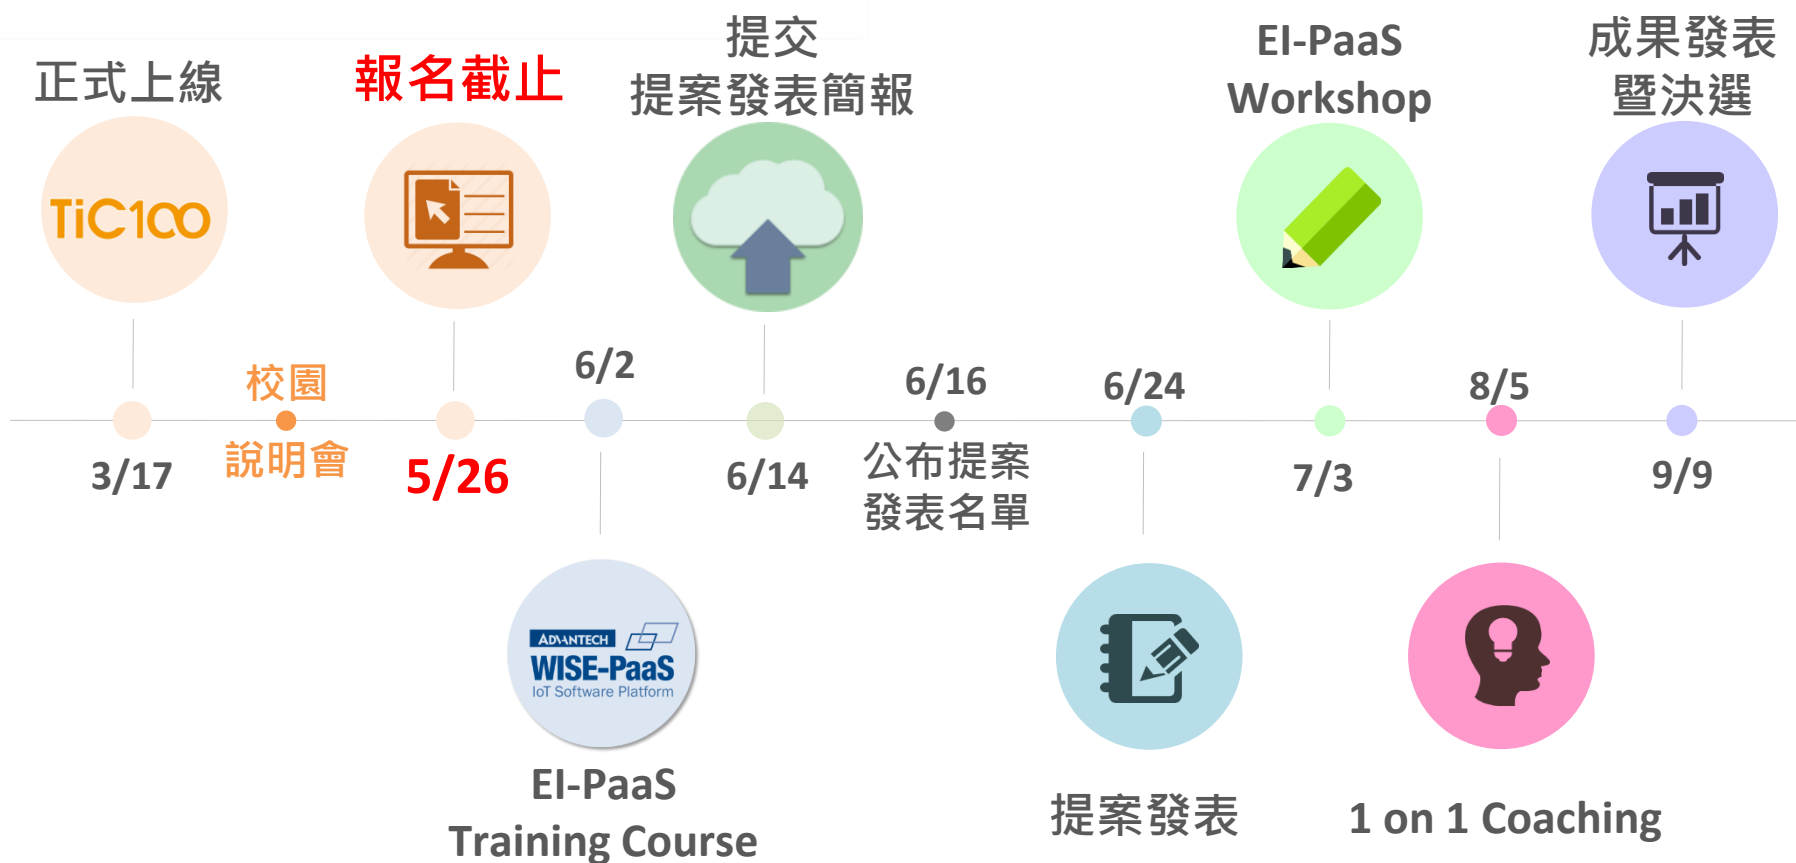 正式上線
TiC100
3/17
校園
說明會
報名截止
5/26
6/2
ADVANTECH
WISE-PaaS
IoT Software Platform
EI-PaaS
Training Course
提交
提案發表簡報
6/14
6/16
公布提案
發表名單
6/24
提案發表
EI-PaaS
Workshop
7/3
8/5
1 on 1 Coaching
成果發表
暨決選
9/9